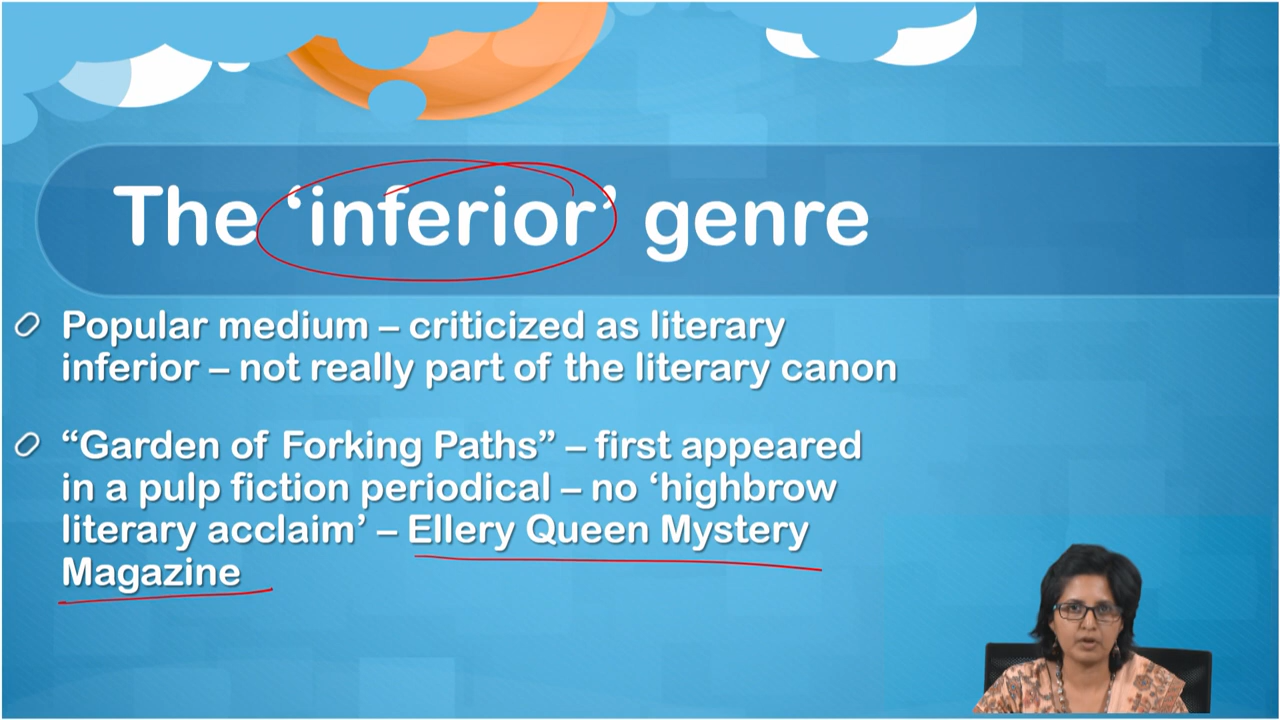 The ‘inferior’ genre
Popular medium – criticized as literary
inferior – not really part of the literary canon
“Garden of Forking Paths” – first appeared
in a pulp fiction periodical – no ‘highbrow
literary acclaim’ – Ellery Queen Mystery
Magazine